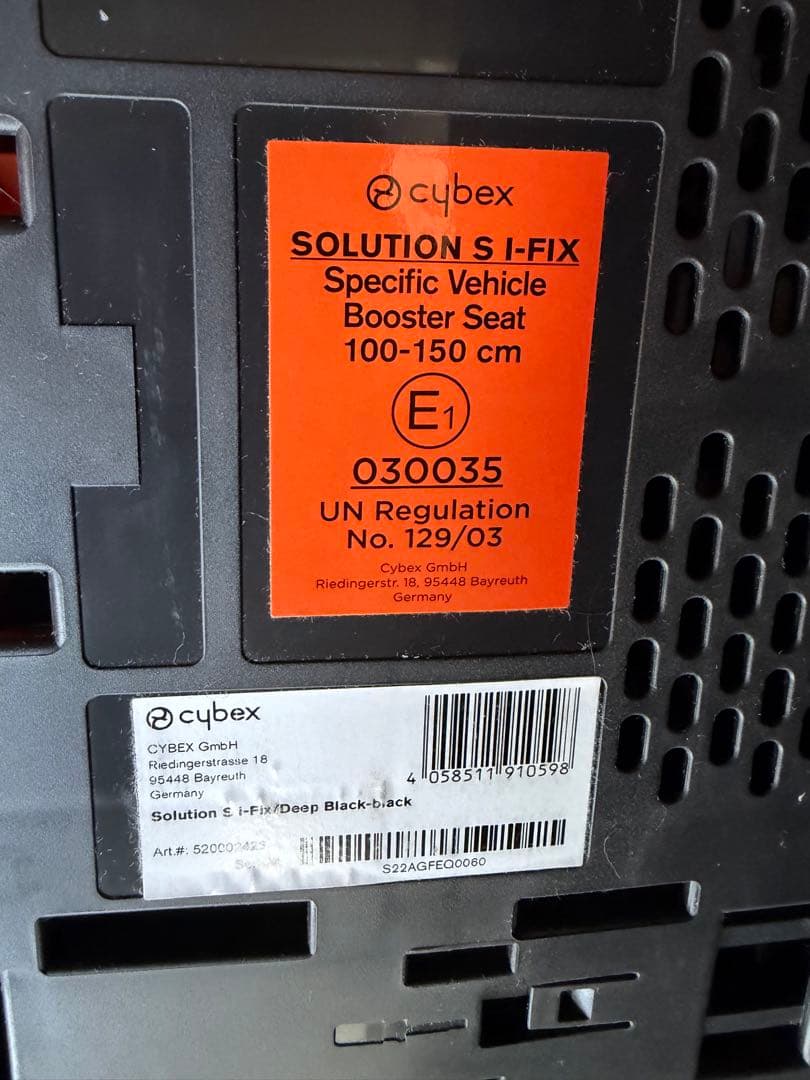 cybex
SOLUTION S I-FIX
Specific Vehicle
Booster Seat
100-150 cm
E1
030035
UN Regulation
No. 129/03
Cybex GmbH
Riedingerstr. 18, 95448 Bayreuth
Germany
cybex
CYBEX GmbH
Riedingerstrasse 18
95448 Bayreuth
Germany
4 058511 910598
Solution S i-Fix/Deep Black-black
Art.#:
S22AGFEQ0060